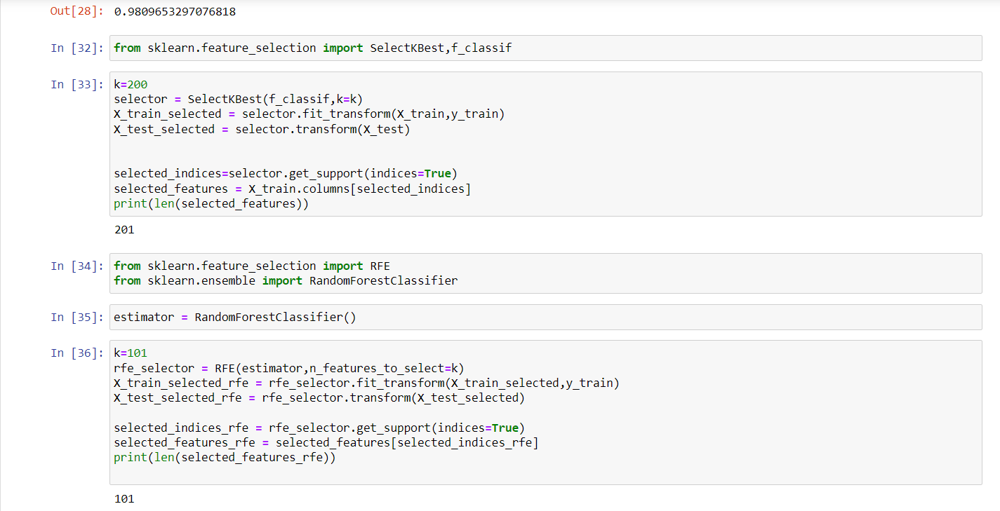 Out[28]: 0.9809653297076818
In [32]: from sklearn.feature_selection import SelectKBest,f_classif
In [33]: k=200
selector = SelectKBest(f_classif,k=k)
X_train_selected = selector.fit_transform(X_train,y_train)
X_test_selected = selector.transform(X_test)
selected_indices=selector.get_support(indices=True)
selected_features = X_train.columns[selected_indices]
print(len(selected_features))
201
In [34]: from sklearn.feature_selection import RFE
from sklearn.ensemble import RandomForestClassifier
In [35]: estimator = RandomForestClassifier()
In [36]: k=101
rfe_selector = RFE(estimator,n_features_to_select=k)
X_train_selected_rfe = rfe_selector.fit_transform(X_train_selected,y_train)
X_test_selected_rfe = rfe_selector.transform(X_test_selected)
selected_indices_rfe = rfe_selector.get_support(indices=True)
selected_features_rfe = selected_features[selected_indices_rfe]
print(len(selected_features_rfe))
101